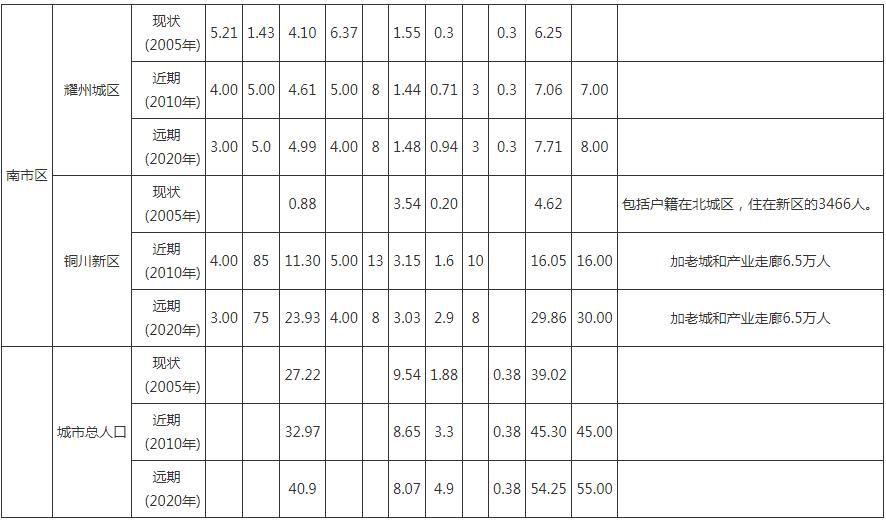 南市区
耀州城区
现状
(2005年)
5.21 1.43 4.10 6.37 1.55 0.3 0.3 6.25
近期
(2010年)
4.00 5.00 4.61 5.00 8 1.44 0.71 3 0.3 7.06 7.00
远期
(2020年)
3.00 5.0 4.99 4.00 8 1.48 0.94 3 0.3 7.71 8.00
铜川新区
现状
(2005年)
0.88 3.54 0.20 4.62 包括户籍在北城区，住在新区的3466人。
近期
(2010年)
4.00 85 11.30 5.00 13 3.15 1.6 10 16.05 16.00 加老城和产业走廊6.5万人
远期
(2020年)
3.00 75 23.93 4.00 8 3.03 2.9 8 29.86 30.00 加老城和产业走廊6.5万人
城市总人口
现状
(2005年)
27.22 9.54 1.88 0.38 39.02
近期
(2010年)
32.97 8.65 3.3 0.38 45.30 45.00
远期
(2020年)
40.9 8.07 4.9 0.38 54.25 55.00